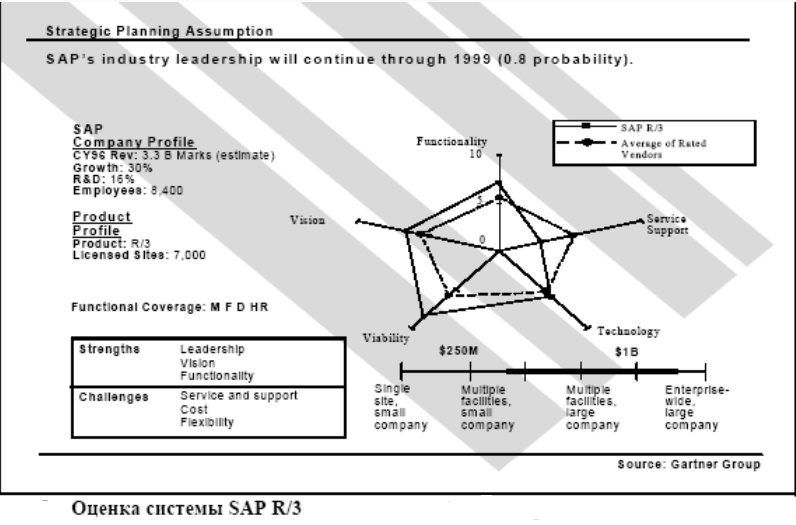 Strategic Planning Assumption
SAP's industry leadership will continue through 1999 (0.8 probability).
SAP
Company Profile
CY96 Rev: 3.3 B Marks (estimate)
Growth: 30%
R&D: 16%
Employees: 8,400
Product
Profile
Product: R/3
Licensed Sites: 7,000
Functional Coverage: M F D HR
Strengths Leadership
Vision
Functionality
Challenges Service and support
Cost
Flexibility
SAP R/3
Average of Rated
Vendors
Functionality
10
5
0
Vision
Service
Support
Viability
Technology
$250M $1B
Single
site,
small
company
Multiple
facilities,
small
company
Multiple
facilities,
large
company
Enterprise-
wide,
large
company
Source: Gartner Group
Оценка системы SAP R/3